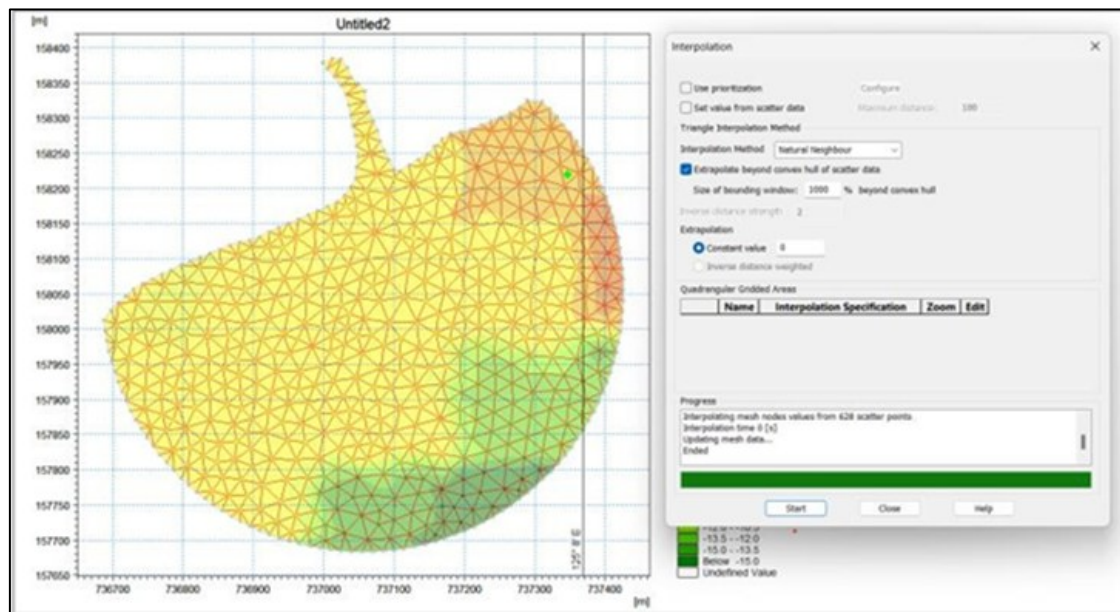 [m]
Untitled2
158400
158350
158300
158250
158200
158150
158100
158050
158000
157950
157900
157850
157800
157750
157700
157650
736700 736800 736900 737000 737100 737200 737300 737400
[m]
Interpolation
Use prioritization Configure
Set value from scatter data Maximum distance: 100
Triangle Interpolation Method
Interpolation Method Natural Neighbour
Extrapolate beyond convex hull of scatter data
Size of bounding window: 1000 % beyond convex hull
Inverse distance strength 2
Extrapolation
Constant value 0
Inverse distance weighted
Quadrangular Gridded Areas
Name Interpolation Specification Zoom Edit
Progress
Interpolating mesh nodes values from 628 scatter points
Interpolation time 0 [s]
Updating mesh data...
Ended
Start Close Help
-13.5 - -12.0
-15.0 - -13.5
Below -15.0
Undefined Value